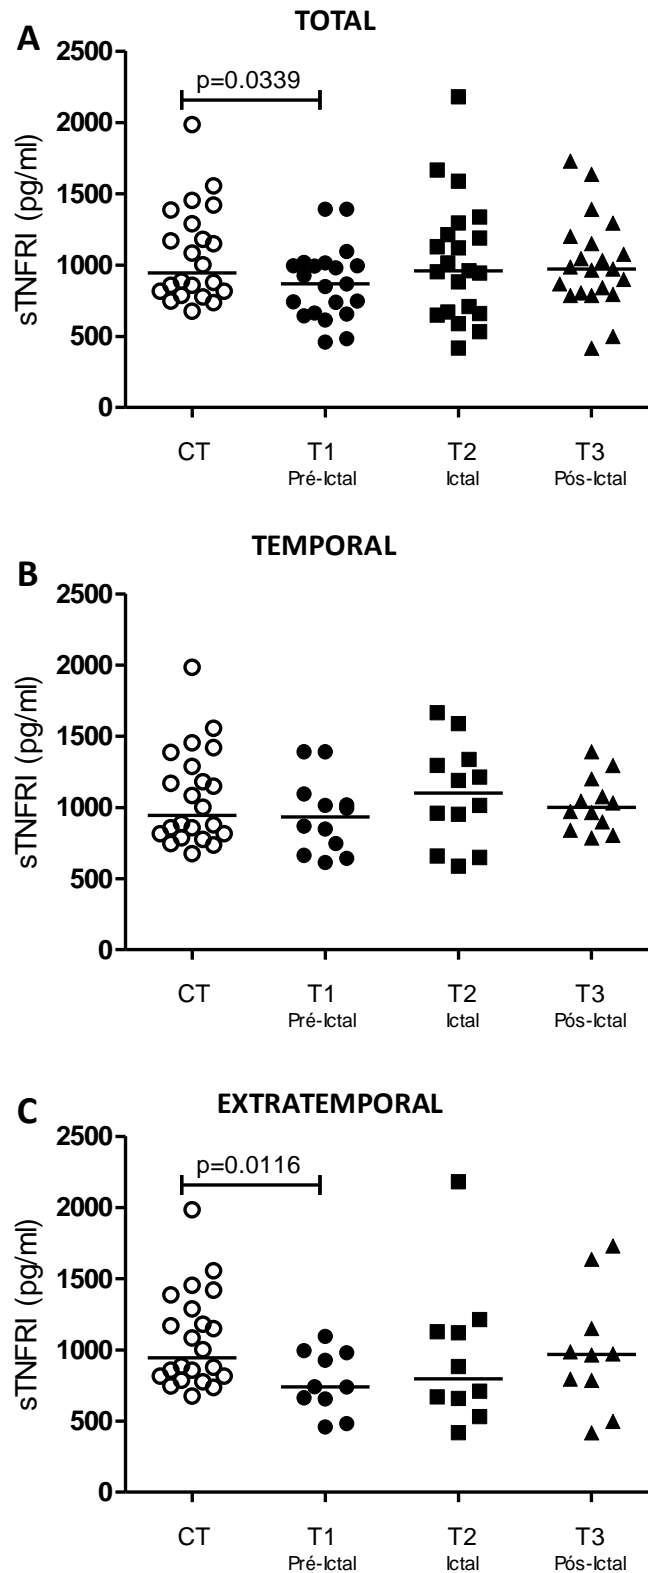 TOTAL
A
2500
p=0.0339
2000
1500
1000
500
0
sTNFRI (pg/ml)
CT T1 T2 T3
Pré-Ictal Ictal Pós-Ictal
TEMPORAL
B
2500
2000
1500
1000
500
0
sTNFRI (pg/ml)
CT T1 T2 T3
Pré-Ictal Ictal Pós-Ictal
EXTRATEMPORAL
C
2500
p=0.0116
2000
1500
1000
500
0
sTNFRI (pg/ml)
CT T1 T2 T3
Pré-Ictal Ictal Pós-Ictal